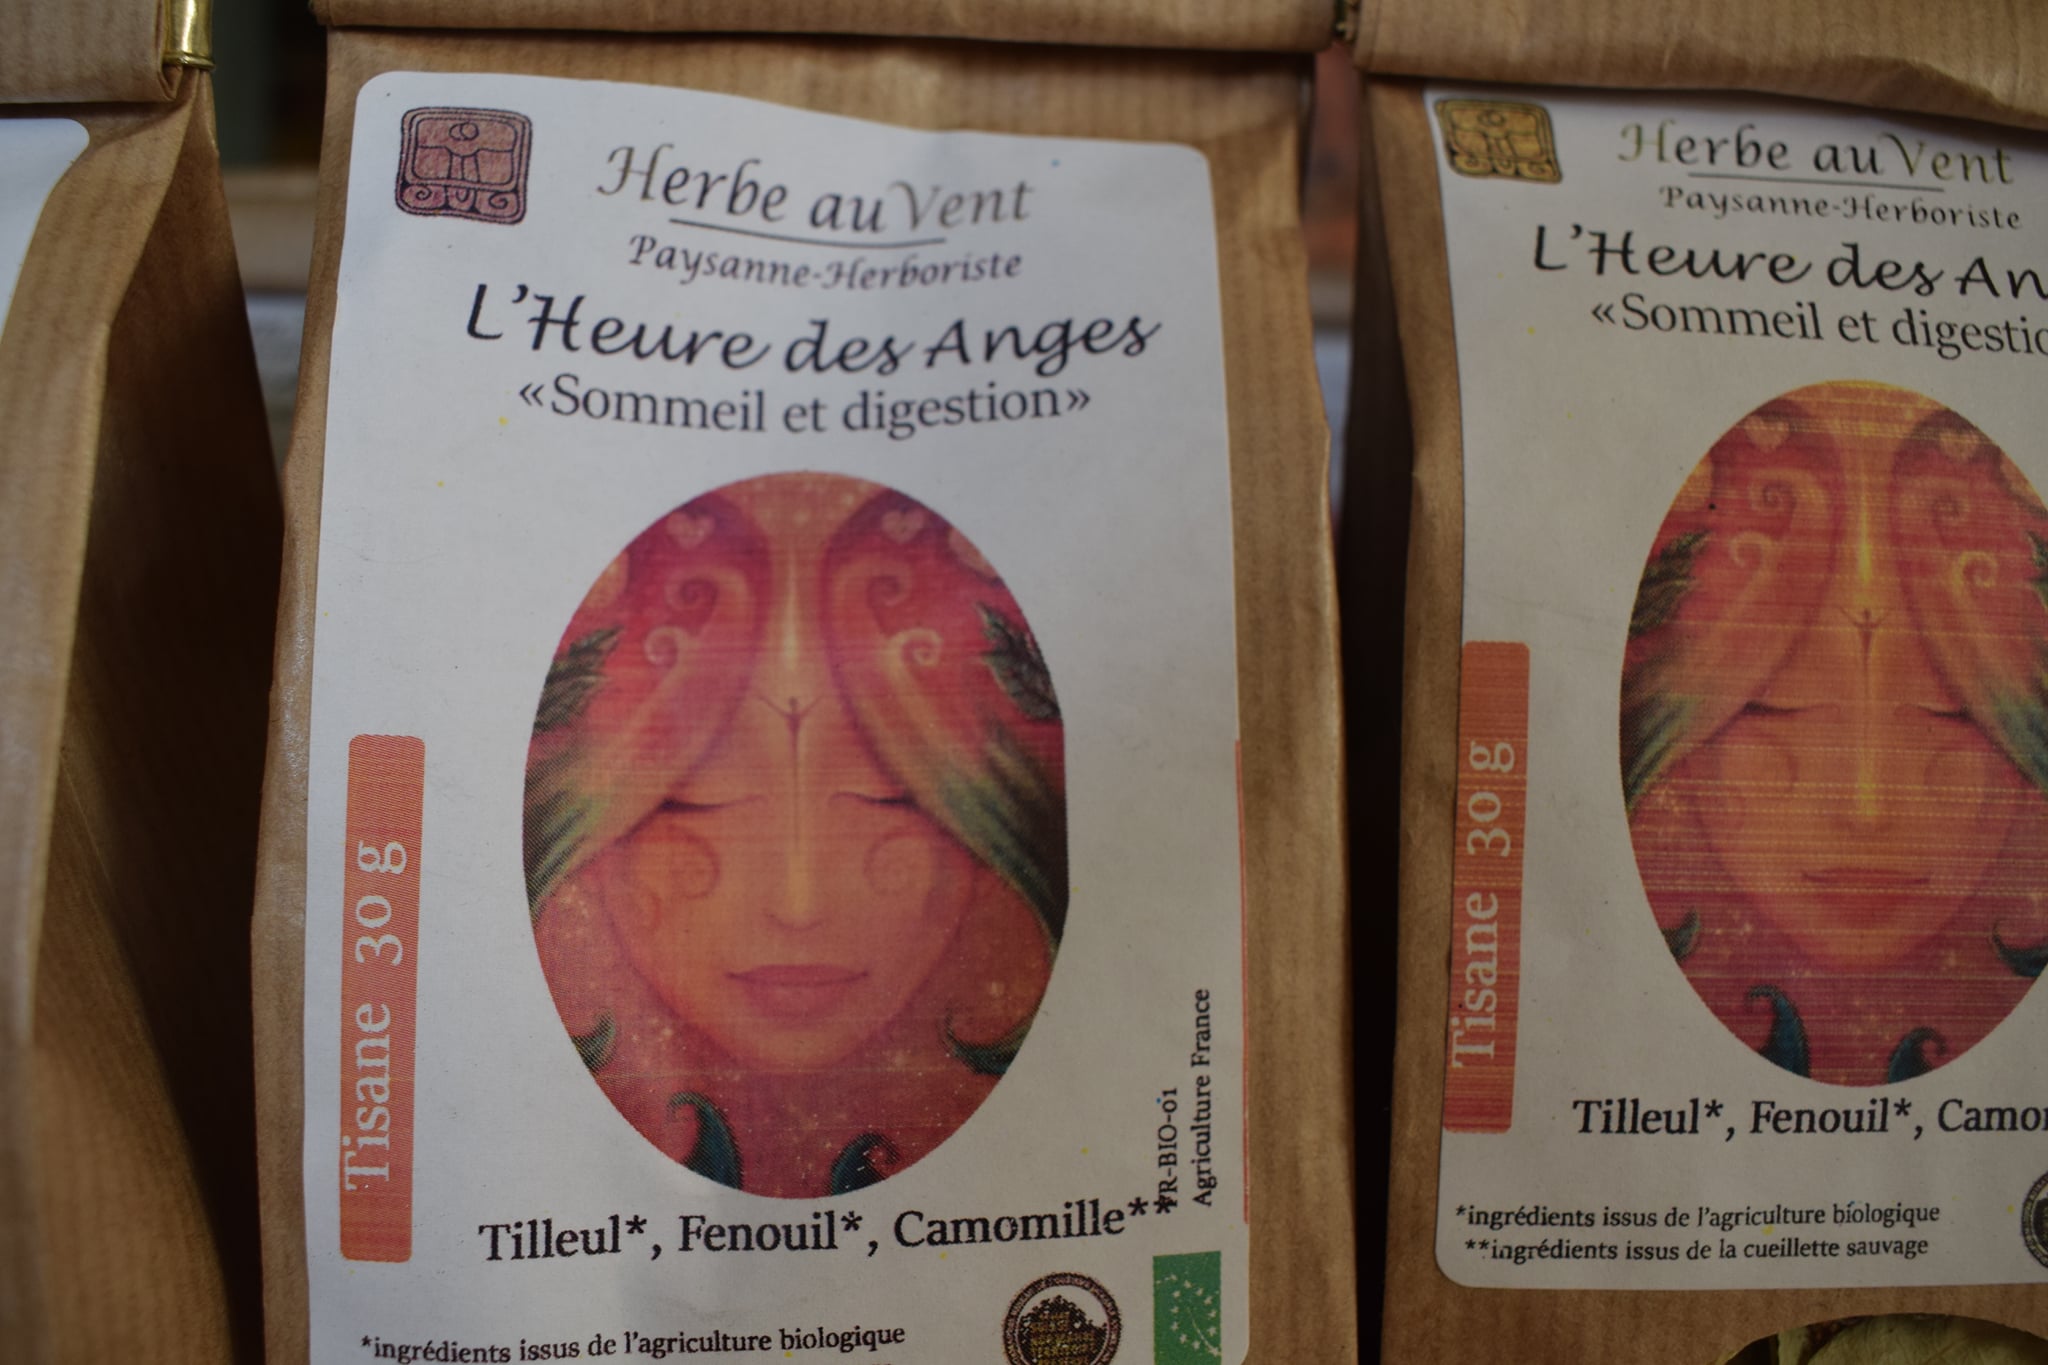 Herbe au Vent
Paysanne-Herboriste
L'Heure des Anges
«Sommeil et digestion»
Tisane 30 g
R-BIO-01
Agriculture France
Tilleul*, Fenouil*, Camomille**
*ingrédients issus de l'agriculture biologique
Herbe au Vent
Paysanne-Herboriste
L'Heure des An
«Sommeil et digestio
Tisane 30 g
Tilleul*, Fenouil*, Camo
*ingrédients issus de l'agriculture biologique
**ingrédients issus de la cueillette sauvage